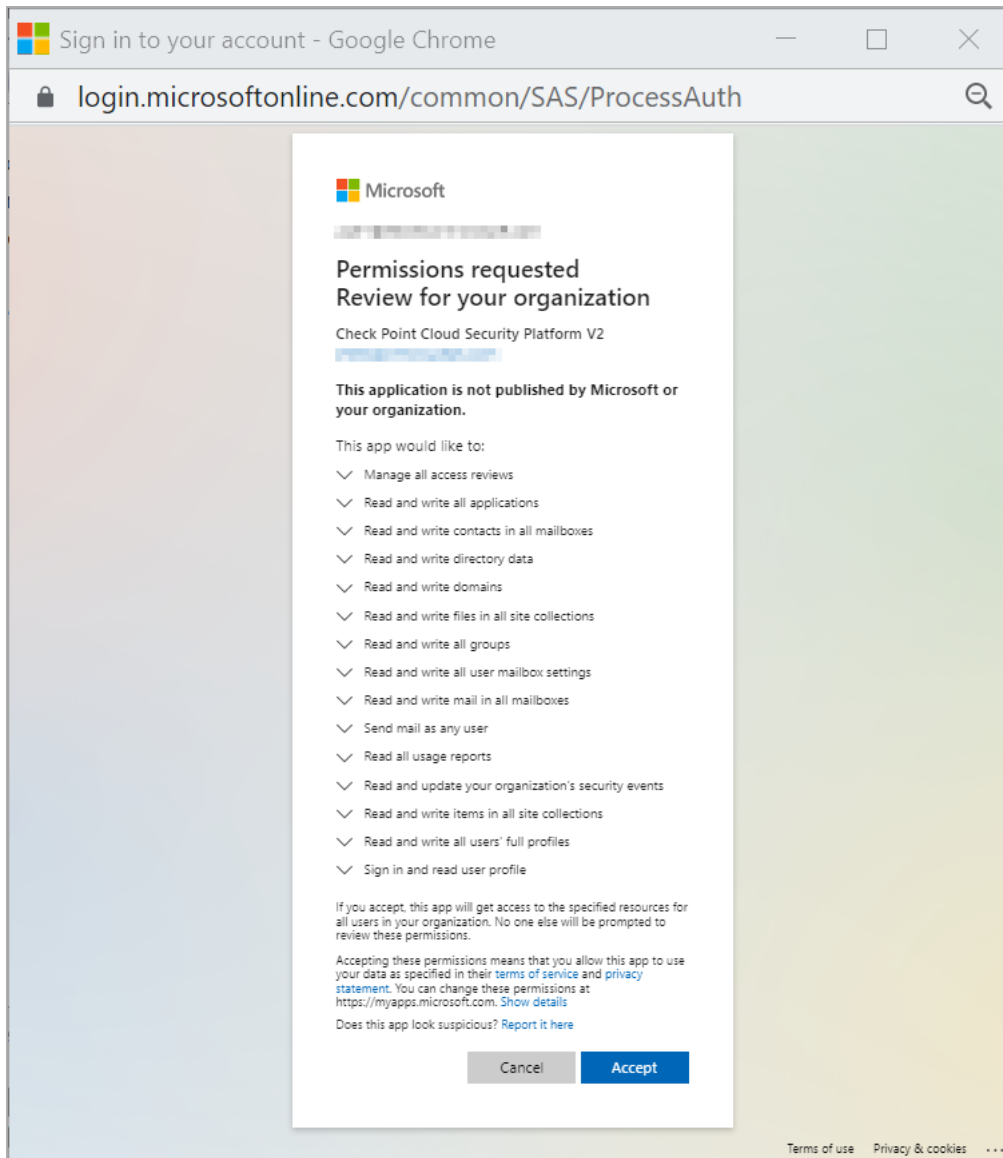 Sign in to your account - Google Chrome
login.microsoftonline.com/common/SAS/ProcessAuth
Microsoft
Permissions requested
Review for your organization
Check Point Cloud Security Platform V2
This application is not published by Microsoft or
your organization.
This app would like to:
Manage all access reviews
Read and write all applications
Read and write contacts in all mailboxes
Read and write directory data
Read and write domains
Read and write files in all site collections
Read and write all groups
Read and write all user mailbox settings
Read and write mail in all mailboxes
Send mail as any user
Read all usage reports
Read and update your organization's security events
Read and write items in all site collections
Read and write all users' full profiles
Sign in and read user profile
If you accept, this app will get access to the specified resources for
all users in your organization. No one else will be prompted to
review these permissions.
Accepting these permissions means that you allow this app to use
your data as specified in their terms of service and privacy
statement. You can change these permissions at
https://myapps.microsoft.com. Show details
Does this app look suspicious? Report it here
Cancel Accept
Terms of use Privacy & cookies ...